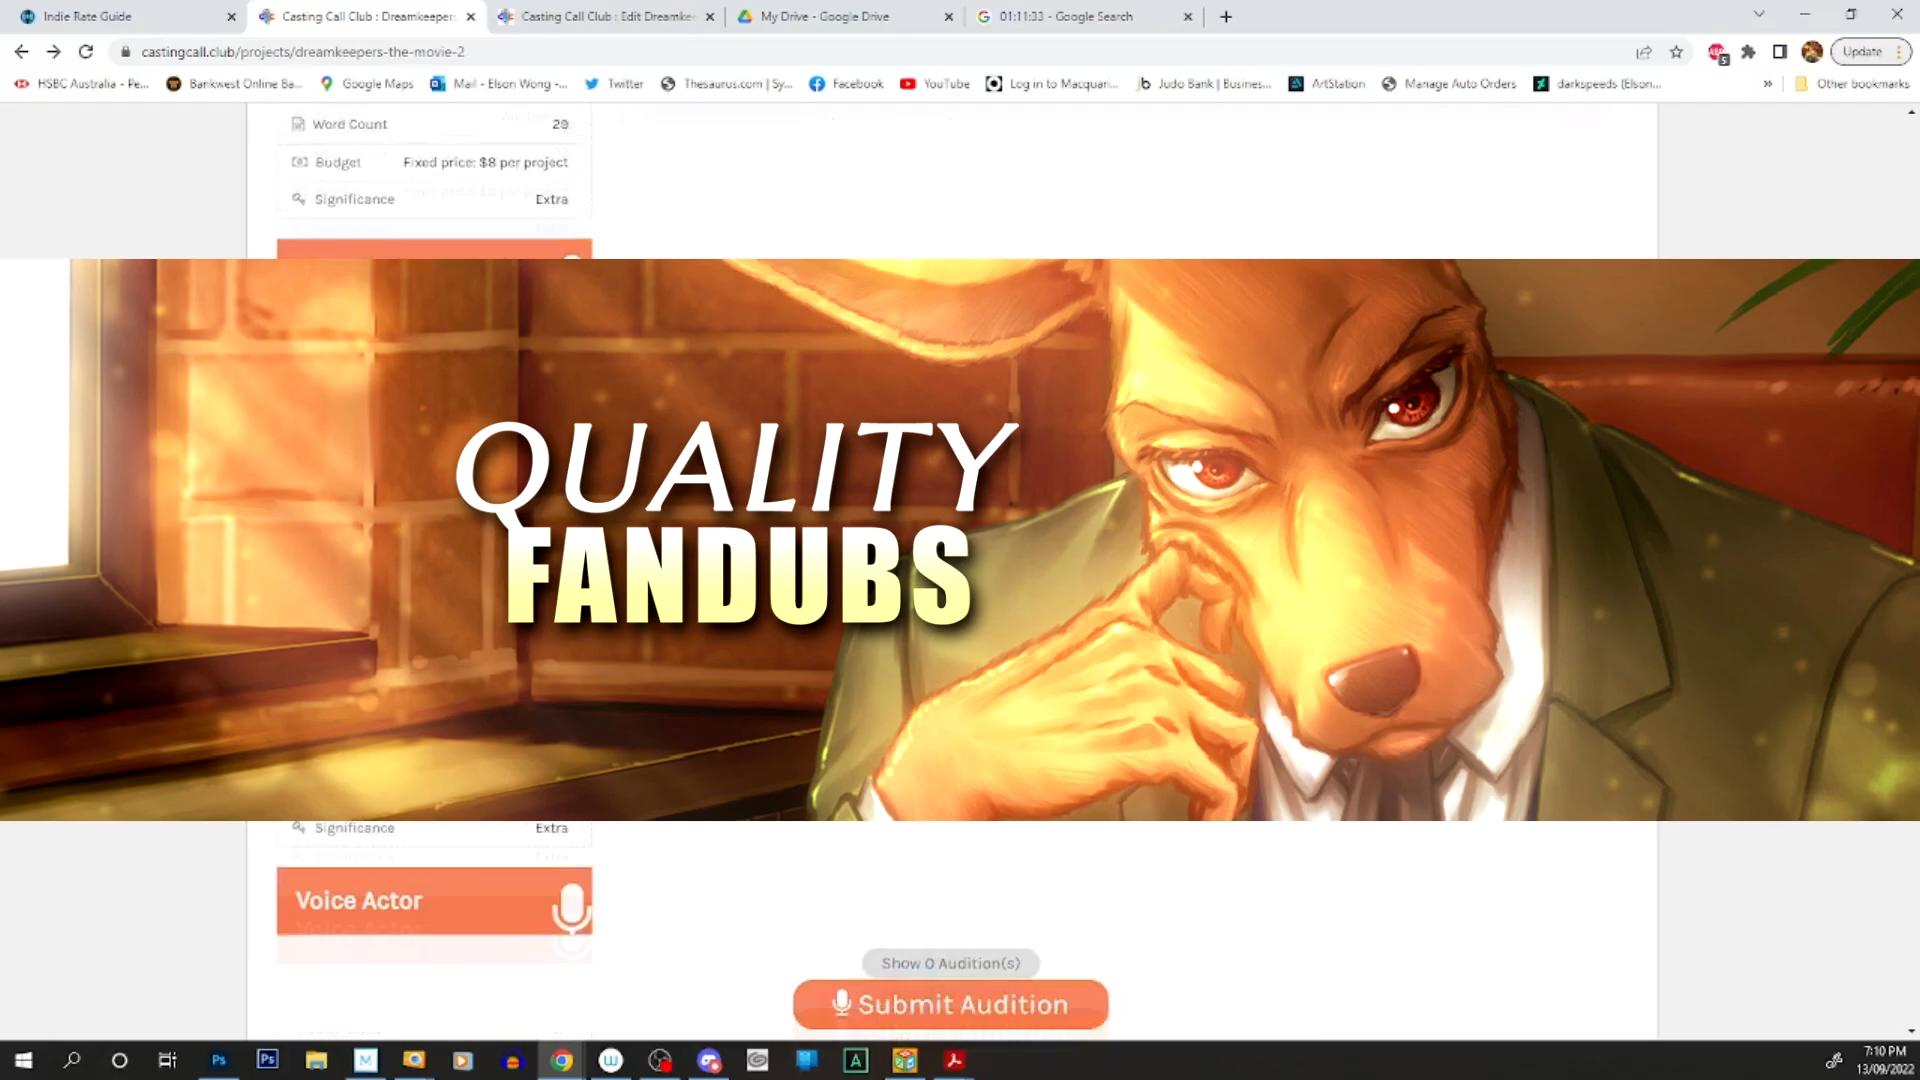 Indie Rate Guide
Casting Call Club : Dreamkeepers
Casting Call Club : Edit Dreamke
My Drive - Google Drive
01:11:33 - Google Search
castingcall.club/projects/dreamkeepers-the-movie-2
Update
HSBC Australia - Pe...
Bankwest Online Ba...
Google Maps
Mail - Elson Wong -...
Twitter
Thesaurus.com | Sy...
Facebook
YouTube
Log in to Macquari...
Judo Bank | Busines...
ArtStation
Manage Auto Orders
darkspeeds (Elson...
»
Other bookmarks
Word Count 29
Budget Fixed price: $8 per project
Significance Extra
QUALITY
FANDUBS
Significance Extra
Voice Actor
Show 0 Audition(s)
Submit Audition
7:10 PM
13/09/2022